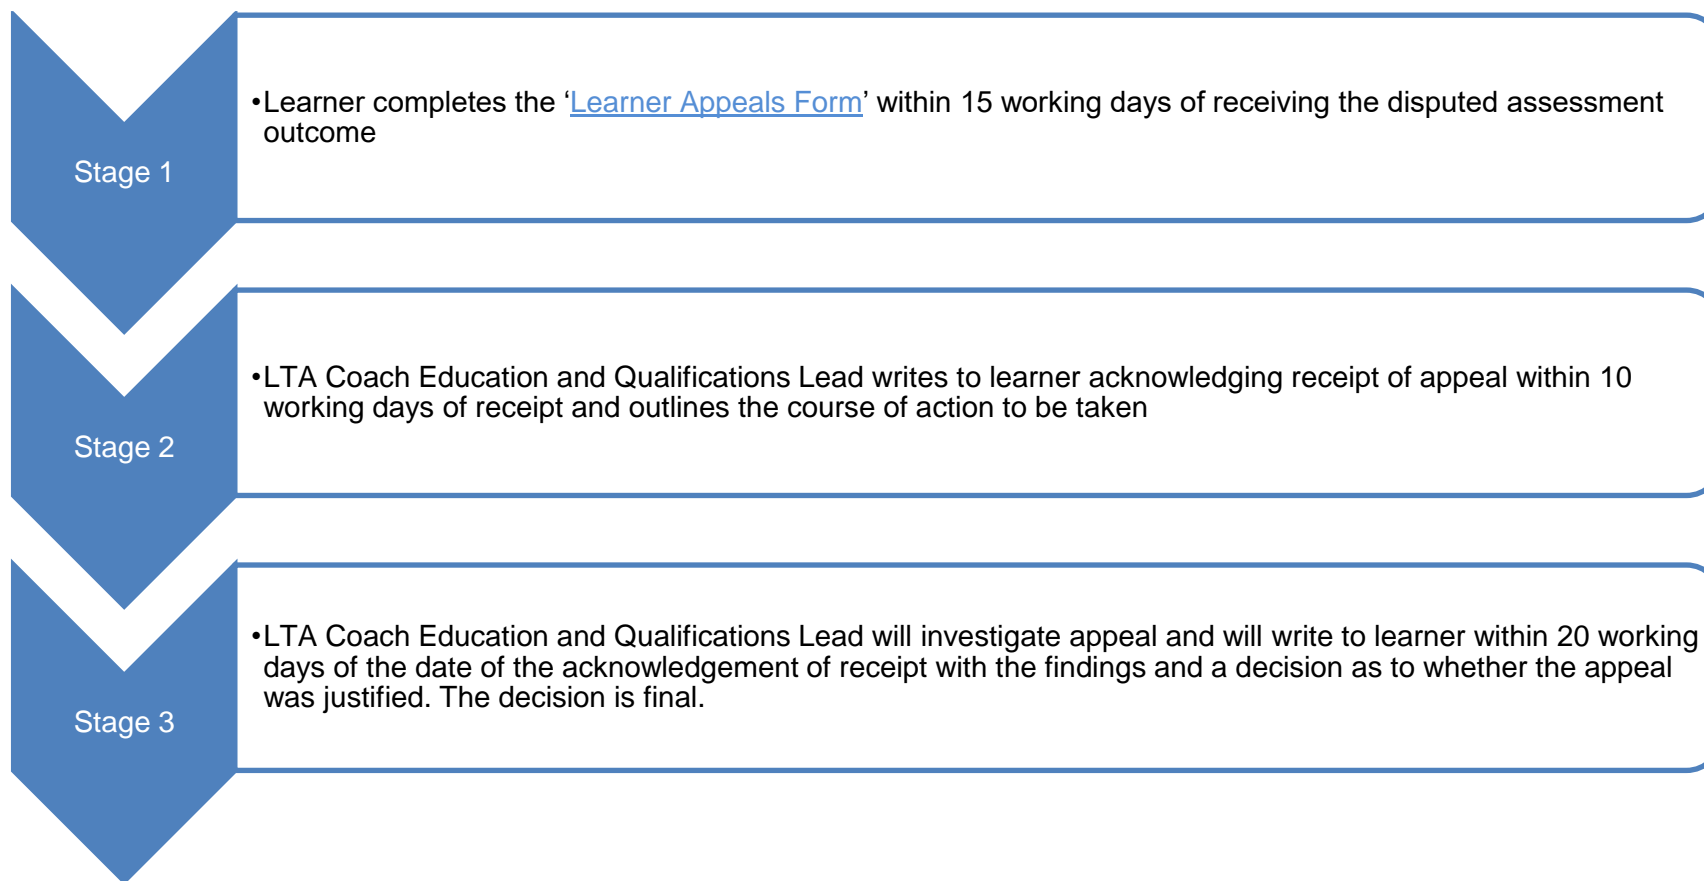 Stage 1
•Learner completes the ‘Learner Appeals Form’ within 15 working days of receiving the disputed assessment
outcome
Stage 2
•LTA Coach Education and Qualifications Lead writes to learner acknowledging receipt of appeal within 10
working days of receipt and outlines the course of action to be taken
Stage 3
•LTA Coach Education and Qualifications Lead will investigate appeal and will write to learner within 20 working
days of the date of the acknowledgement of receipt with the findings and a decision as to whether the appeal
was justified. The decision is final.